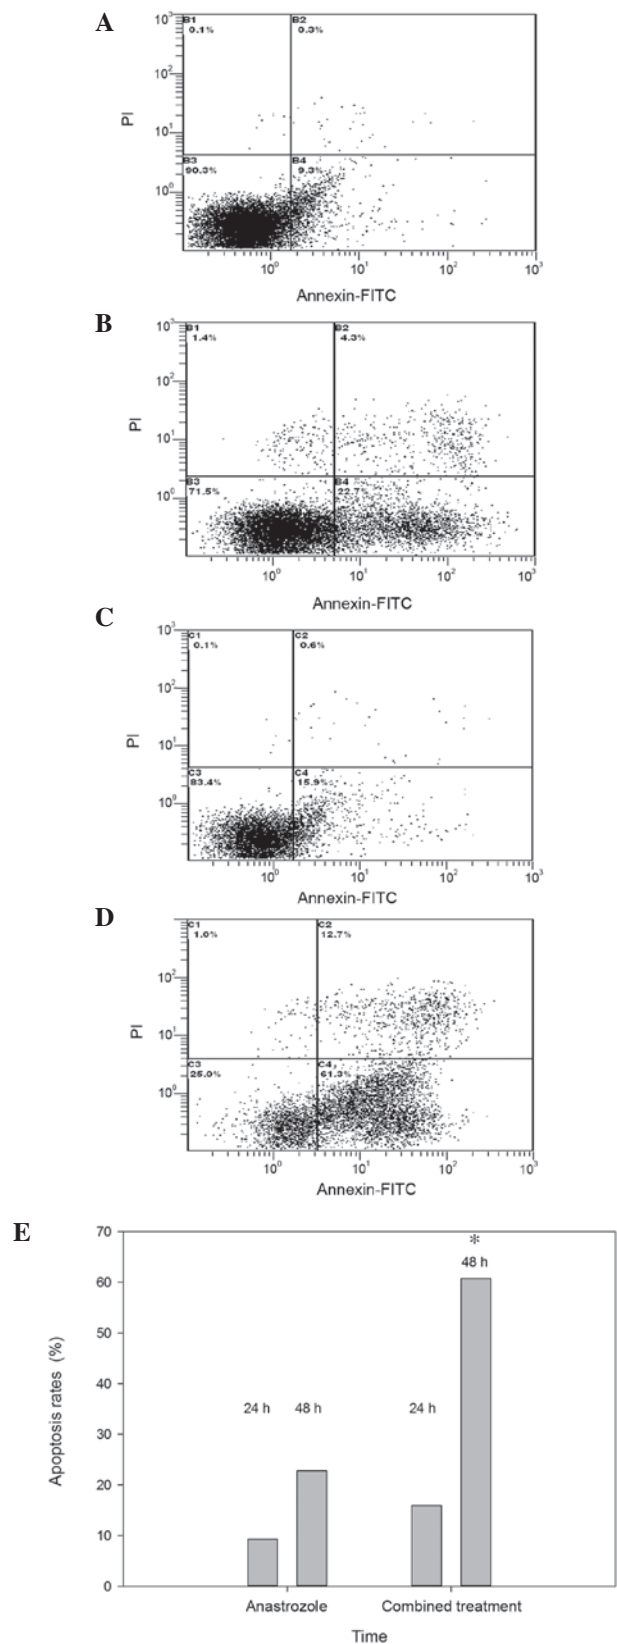 A
B1
0.1%
B2
0.3%
B3
90.3%
B4
9.3%
10³
10²
10¹
10⁰
PI
10⁰ 10¹ 10² 10³
Annexin-FITC
B
B1
1.4%
B2
4.3%
B3
71.5%
B4
22.7
10³
10²
10¹
10⁰
PI
10⁰ 10¹ 10² 10³
Annexin-FITC
C
C1
0.1%
C2
0.6%
C3
83.4%
C4
15.9%
10³
10²
10¹
10⁰
PI
10⁰ 10¹ 10² 10³
Annexin-FITC
D
C1
1.0%
C2
12.7%
C3
25.0%
C4
61.3%
10²
10¹
10⁰
PI
10⁰ 10¹ 10² 10³
Annexin-FITC
E
70
60
50
40
30
20
10
0
Apoptosis rates (%)
*
48 h
24 h 48 h 24 h
Anastrozole Combined treatment
Time